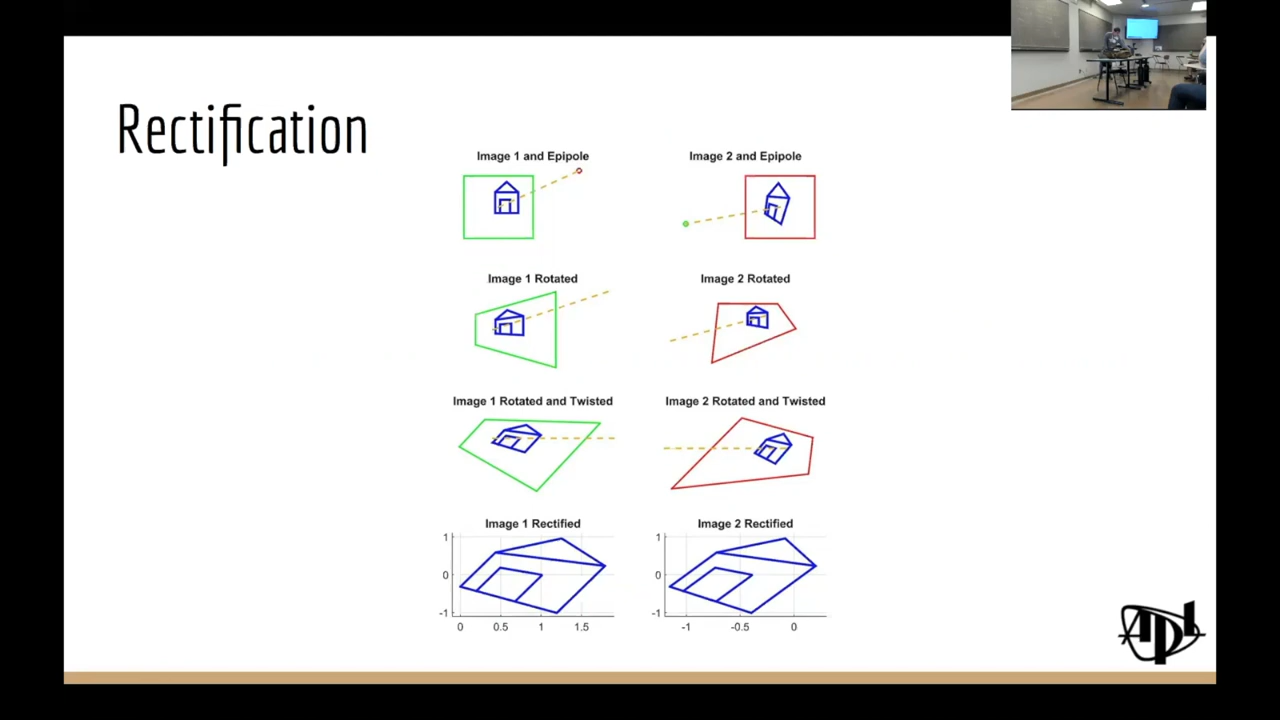 Rectification
Image 1 and Epipole
Image 2 and Epipole
Image 1 Rotated
Image 2 Rotated
Image 1 Rotated and Twisted
Image 2 Rotated and Twisted
Image 1 Rectified
Image 2 Rectified
1
0
-1
0 0.5 1 1.5
1
0
-1
-1 -0.5 0
APL